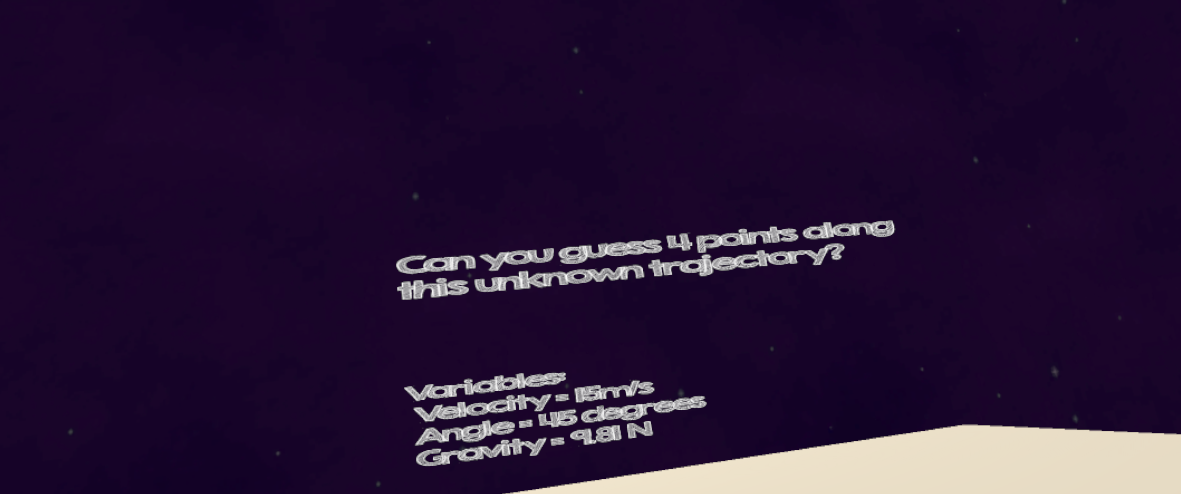 Can you guess 4 points along
this unknown trajectory?
Variables:
Velocity = 15m/s
Angle = 45 degrees
Gravity = 9.81 N